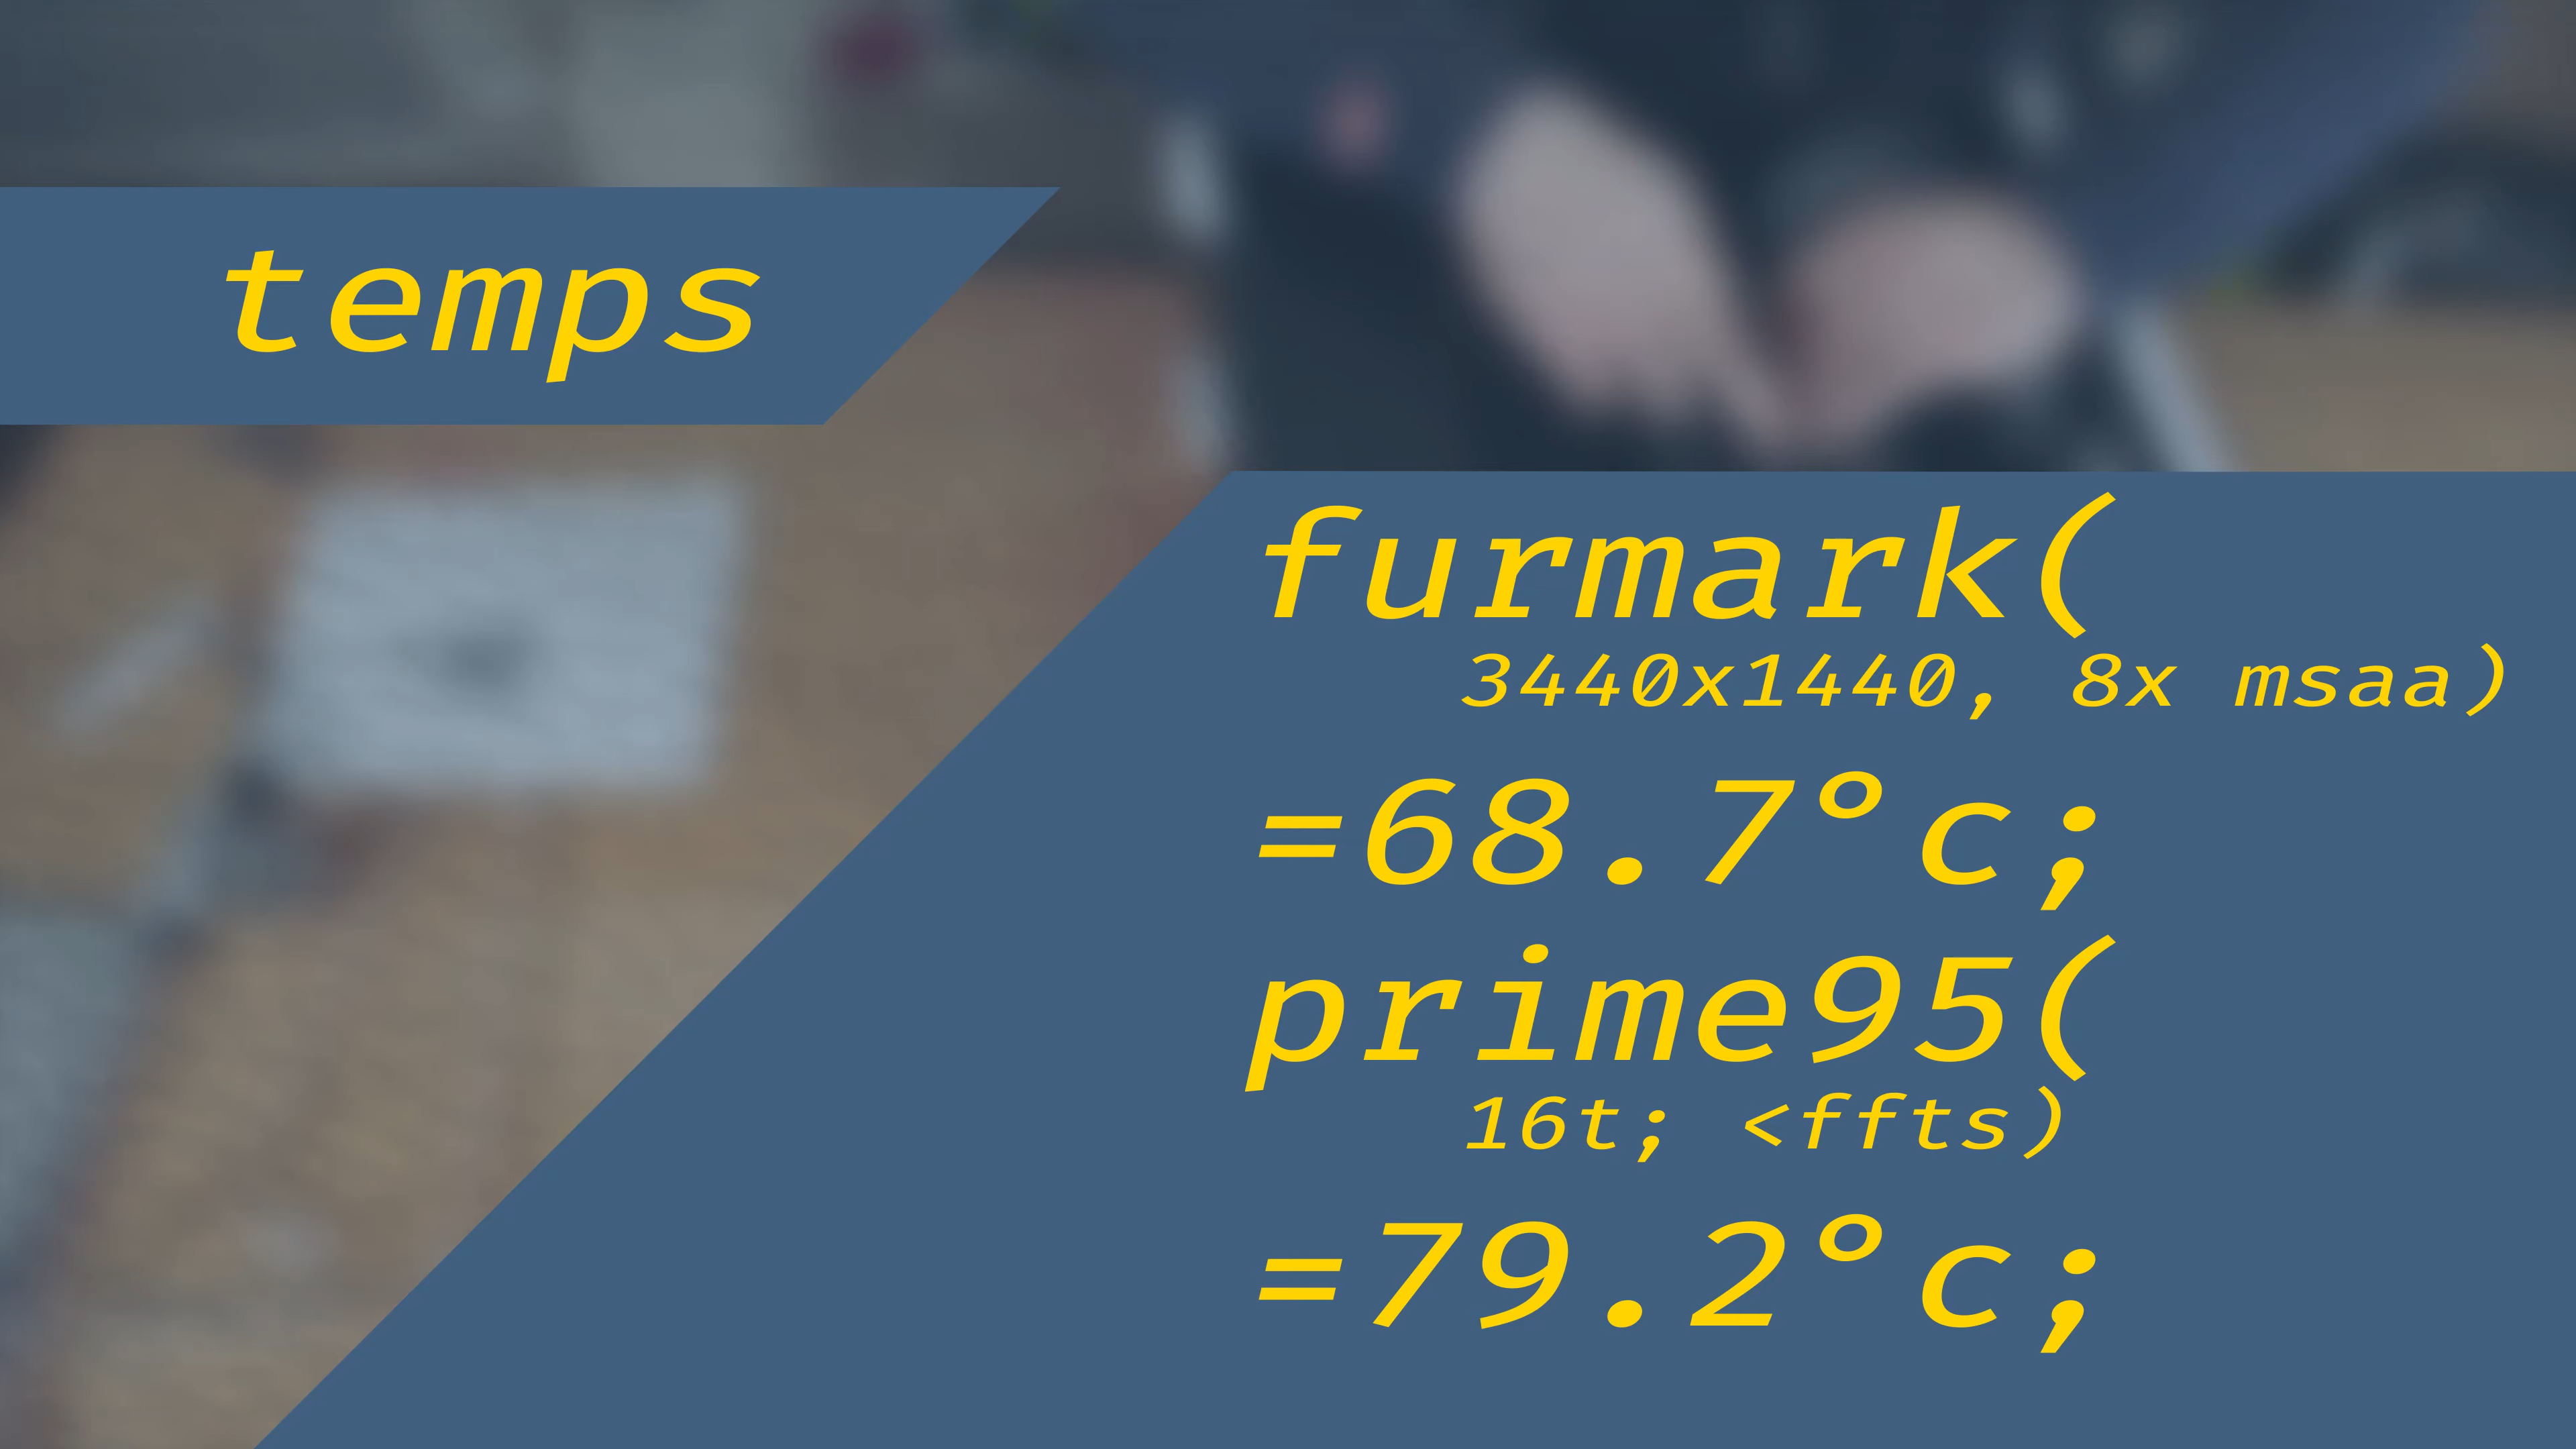 temps
furmark(
3440x1440, 8x msaa)
=68.7°c;
prime95(
16t; <ffts)
=79.2°c;